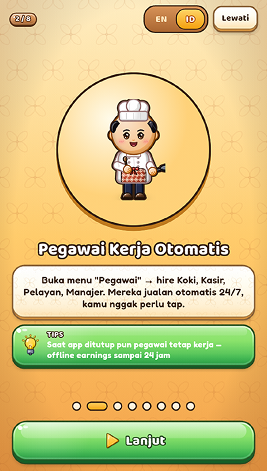 2/8
EN ID
Lewati
Pegawai Kerja Otomatis
Buka menu "Pegawai" → hire Koki, Kasir,
Pelayan, Manajer. Mereka jualan otomatis 24/7,
kamu nggak perlu tap.
TIPS
Saat app ditutup pun pegawai tetap kerja —
offline earnings sampai 24 jam
Lanjut